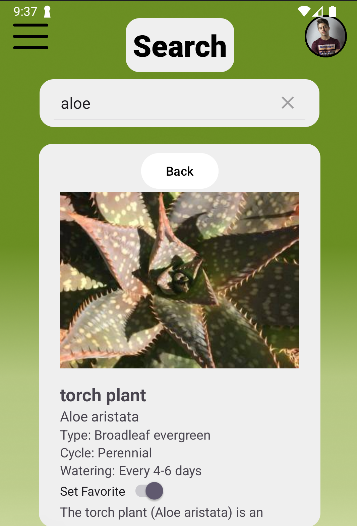 9:37
Search
aloe
Back
torch plant
Aloe aristata
Type: Broadleaf evergreen
Cycle: Perennial
Watering: Every 4-6 days
Set Favorite
The torch plant (Aloe aristata) is an